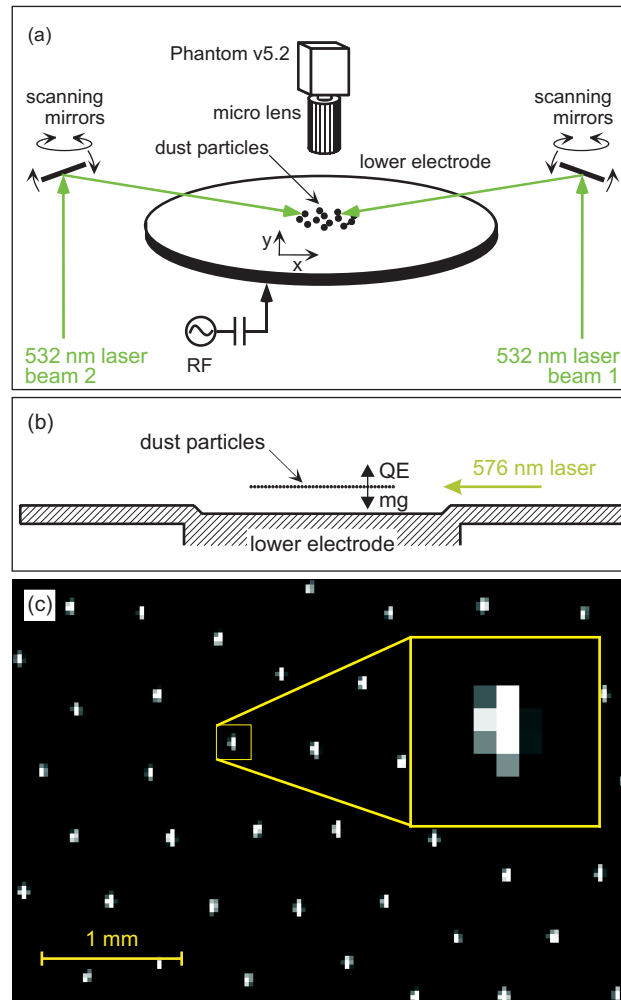 (a)
Phantom v5.2
scanning
mirrors
scanning
mirrors
micro lens
dust particles
lower electrode
y
x
532 nm laser
beam 2
RF
532 nm laser
beam 1
(b)
dust particles
QE
576 nm laser
mg
lower electrode
(c)
1 mm